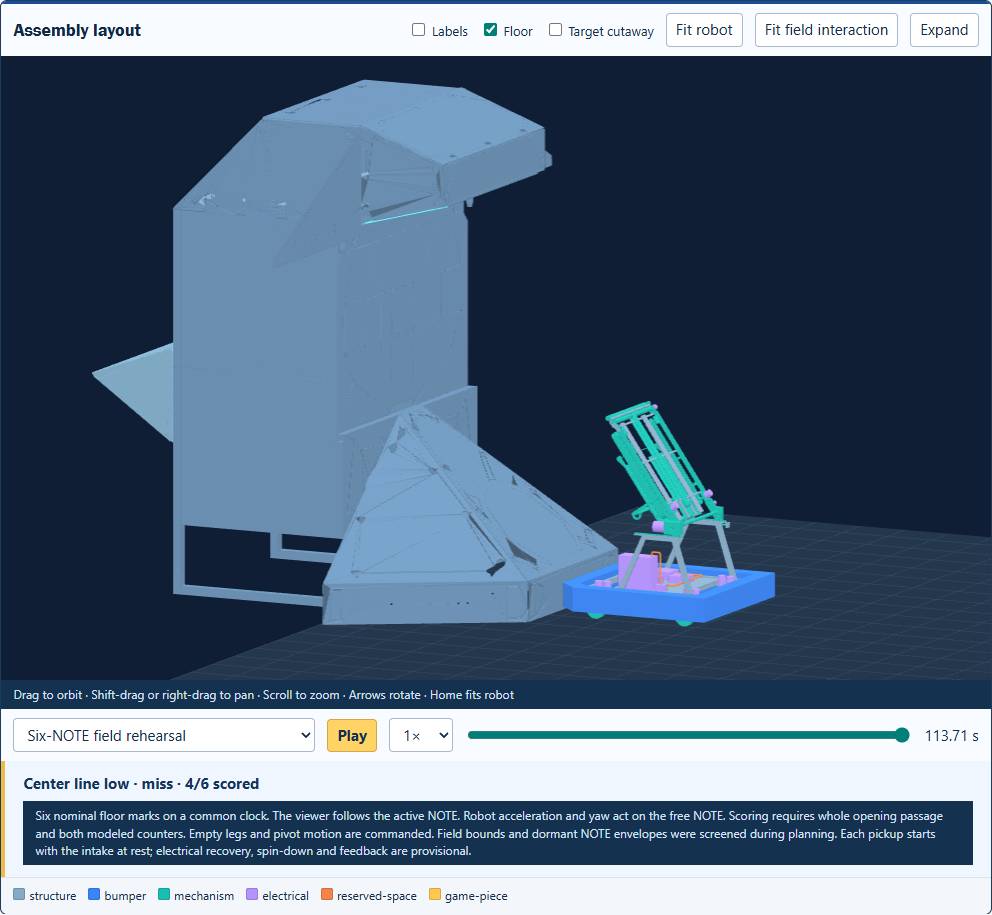 Assembly layout
Labels
Floor
Target cutaway
Fit robot
Fit field interaction
Expand
Drag to orbit · Shift-drag or right-drag to pan · Scroll to zoom · Arrows rotate · Home fits robot
Six-NOTE field rehearsal
Play
1×
113.71 s
Center line low · miss · 4/6 scored
Six nominal floor marks on a common clock. The viewer follows the active NOTE. Robot acceleration and yaw act on the free NOTE. Scoring requires whole opening passage
and both modeled counters. Empty legs and pivot motion are commanded. Field bounds and dormant NOTE envelopes were screened during planning. Each pickup starts
with the intake at rest; electrical recovery, spin-down and feedback are provisional.
structure
bumper
mechanism
electrical
reserved-space
game-piece